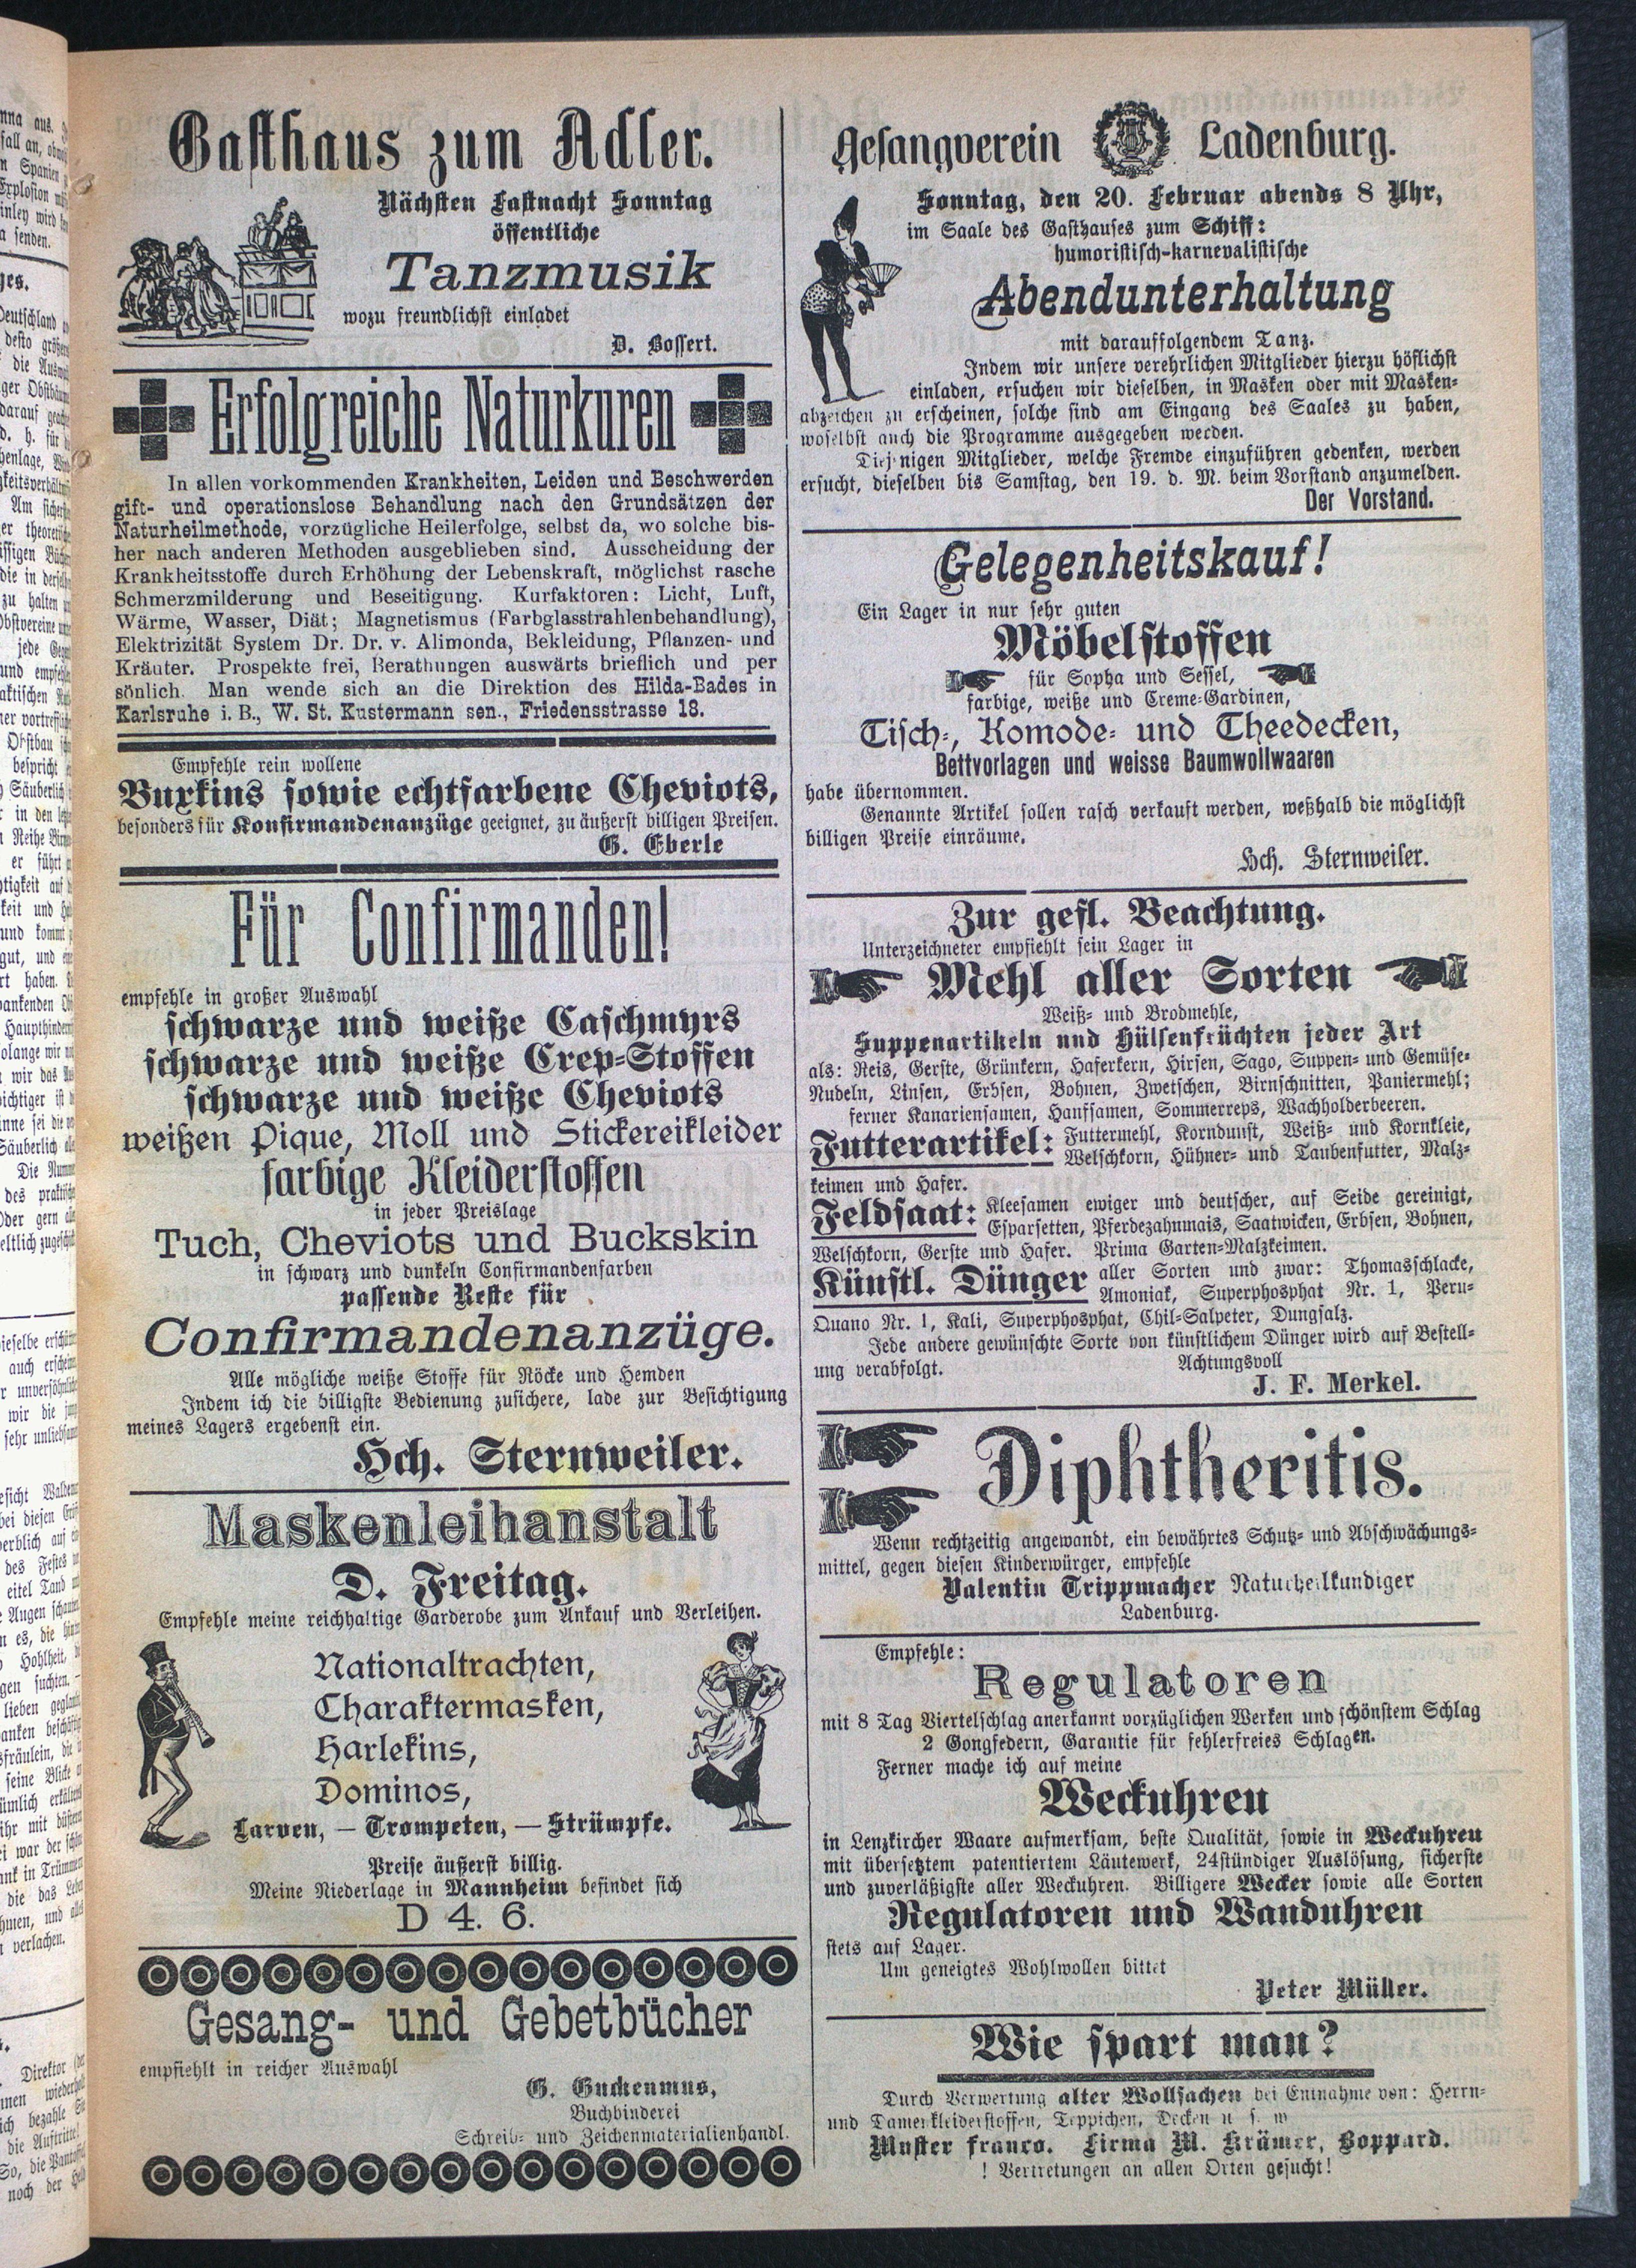 Gasthaus zum Adler.
Nächsten Fastnacht Sonntag
öffentliche
Tanzmusik
wozu freundlichst einladet
D. Bossert.
Erfolgreiche Naturkuren
In allen vorkommenden Krankheiten, Leiden und Beschwerden
gift- und operationslose Behandlung nach den Grundsätzen der
Naturheilmethode, vorzügliche Heilerfolge, selbst da, wo solche bis-
her nach anderen Methoden ausgeblieben sind. Ausscheidung der
Krankheitsstoffe durch Erhöhung der Lebenskraft, möglichst rasche
Schmerzmilderung und Beseitigung. Kurfaktoren: Licht, Luft,
Wärme, Wasser, Diät; Magnetismus (Farbglasstrahlenbehandlung),
Elektrizität System Dr. Dr. v. Alimonda, Bekleidung, Pflanzen- und
Kräuter. Prospekte frei, Berathungen auswärts brieflich und per
sönlich. Man wende sich an die Direktion des Hilda-Bades in
Karlsruhe i. B., W. St. Kustermann sen., Friedensstrasse 18.
Empfehle rein wollene
Buxkins sowie echtfarbene Cheviots,
besonders für Konfirmandenanzüge geeignet, zu äußerst billigen Preisen.
G. Eberle
Für Confirmanden!
empfehle in großer Auswahl
schwarze und weiße Caschmyrs
schwarze und weiße Crep-Stoffen
schwarze und weiße Cheviots
weißen Pique, Moll und Stickereikleider
farbige Kleiderstoffen
in jeder Preislage
Tuch, Cheviots und Buckskin
in schwarz und dunkeln Confirmandenfarben
passende Reste für
Confirmandenanzüge.
Alle mögliche weiße Stoffe für Röcke und Hemden
Indem ich die billigste Bedienung zusichere, lade zur Besichtigung
meines Lagers ergebenst ein.
Hch. Sternweiler.
Maskenleihanstalt
D. Freitag.
Empfehle meine reichhaltige Garderobe zum Ankauf und Verleihen.
Nationaltrachten,
Charaktermasken,
Harlekins,
Dominos,
Larven, — Trompeten, — Strümpfe.
Preise äußerst billig.
Meine Niederlage in Mannheim befindet sich
D 4. 6.
Gesang- und Gebetbücher
empfiehlt in reicher Auswahl
G. Guckenmus,
Buchbinderei
Schreib- und Zeichenmaterialienhandl.
Gesangverein Ladenburg.
Sonntag, den 20. Februar abends 8 Uhr,
im Saale des Gasthauses zum Schiff:
humoristisch-karnevalistische
Abendunterhaltung
mit darauffolgendem Tanz.
Indem wir unsere verehrlichen Mitglieder hierzu höflichst
einladen, ersuchen wir dieselben, in Masken oder mit Masken-
abzeichen zu erscheinen, solche sind am Eingang des Saales zu haben,
woselbst auch die Programme ausgegeben werden.
Diejenigen Mitglieder, welche Fremde einzuführen gedenken, werden
ersucht, dieselben bis Samstag, den 19. d. M. beim Vorstand anzumelden.
Der Vorstand.
Gelegenheitskauf!
Ein Lager in nur sehr guten
Möbelstoffen
für Sopha und Sessel,
farbige, weiße und Creme-Gardinen,
Tisch-, Komode- und Theedecken,
Bettvorlagen und weisse Baumwollwaaren
habe übernommen.
Genannte Artikel sollen rasch verkauft werden, weßhalb die möglichst
billigen Preise einräume.
Hch. Sternweiler.
Zur gefl. Beachtung.
Unterzeichneter empfiehlt sein Lager in
Mehl aller Sorten
Weiß- und Brodmehle,
Suppenartikeln und Hülsenfrüchten jeder Art
als: Reis, Gerste, Grünkern, Haferkern, Hirsen, Sago, Suppen- und Gemüse-
Nudeln, Linsen, Erbsen, Bohnen, Zwetschen, Birnschnitten, Paniermehl;
ferner Kanariensamen, Hanfsamen, Sommerreps, Wachholderbeeren.
Futterartikel: Futtermehl, Korndunst, Weiß- und Kornkleie,
Welschkorn, Hühner- und Taubenfutter, Malz-
keimen und Hafer.
Feldsaat: Kleesamen ewiger und deutscher, auf Seide gereinigt,
Esparsetten, Pferdezahnmais, Saatwicken, Erbsen, Bohnen,
Welschkorn, Gerste und Hafer. Prima Garten-Malzkeimen.
Künstl. Dünger aller Sorten und zwar: Thomasschlacke,
Amoniak, Superphosphat Nr. 1, Peru-
Quano Nr. 1, Kali, Superphosphat, Chil-Salpeter, Dungsalz.
Jede andere gewünschte Sorte von künstlichem Dünger wird auf Bestell-
ung verabfolgt. Achtungsvoll
J. F. Merkel.
Diphtheritis.
Wenn rechtzeitig angewandt, ein bewährtes Schutz- und Abschwächungs-
mittel, gegen diesen Kinderwürger, empfehle
Valentin Trippmacher Naturheilkundiger
Ladenburg.
Empfehle:
Regulatoren
mit 8 Tag Viertelschlag anerkannt vorzüglichen Werken und schönstem Schlag
2 Gongfedern, Garantie für fehlerfreies Schlagen.
Ferner mache ich auf meine
Weckuhren
in Lenzkircher Waare aufmerksam, beste Qualität, sowie in Weckuhren
mit übersetztem patentiertem Läutewerk, 24stündiger Auslösung, sicherste
und zuverläßigste aller Weckuhren. Billigere Wecker sowie alle Sorten
Regulatoren und Wanduhren
stets auf Lager.
Um geneigtes Wohlwollen bittet
Peter Müller.
Wie spart man?
Durch Verwertung alter Wollsachen bei Entnahme von: Herrn-
und Damenkleiderstoffen, Teppichen, Decken u. s. w
Muster franco. Firma M. Krämer, Boppard.
! Vertretungen an allen Orten gesucht!